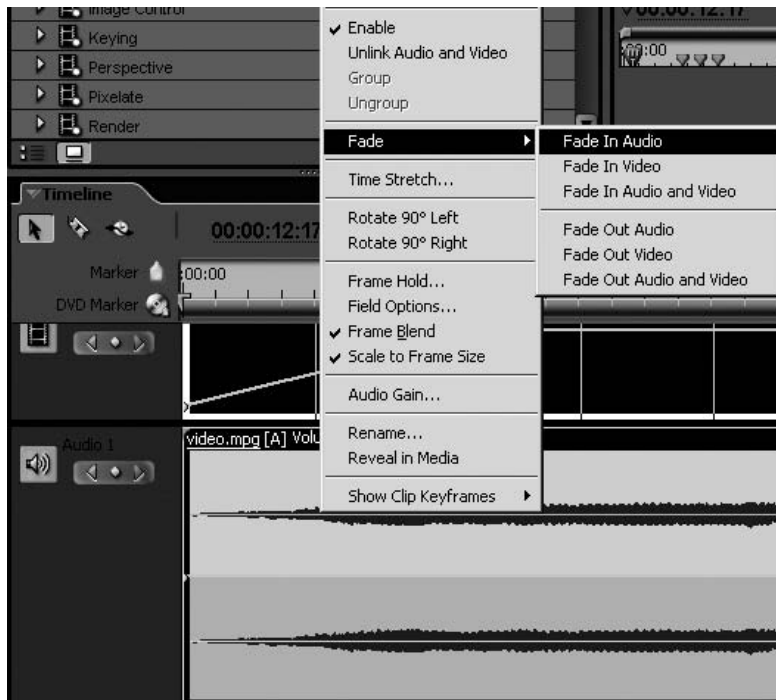 Image Control
Keying
Perspective
Pixelate
Render
Enable
Unlink Audio and Video
Group
Ungroup
Fade
Time Stretch...
Rotate 90° Left
Rotate 90° Right
Frame Hold...
Field Options...
Frame Blend
Scale to Frame Size
Audio Gain...
Rename...
Reveal in Media
Show Clip Keyframes
Fade In Audio
Fade In Video
Fade In Audio and Video
Fade Out Audio
Fade Out Video
Fade Out Audio and Video
00:00:12:17
Timeline
00:00:12:17
Marker
:00:00
DVD Marker
Audio 1
video.mpg [A] Volu